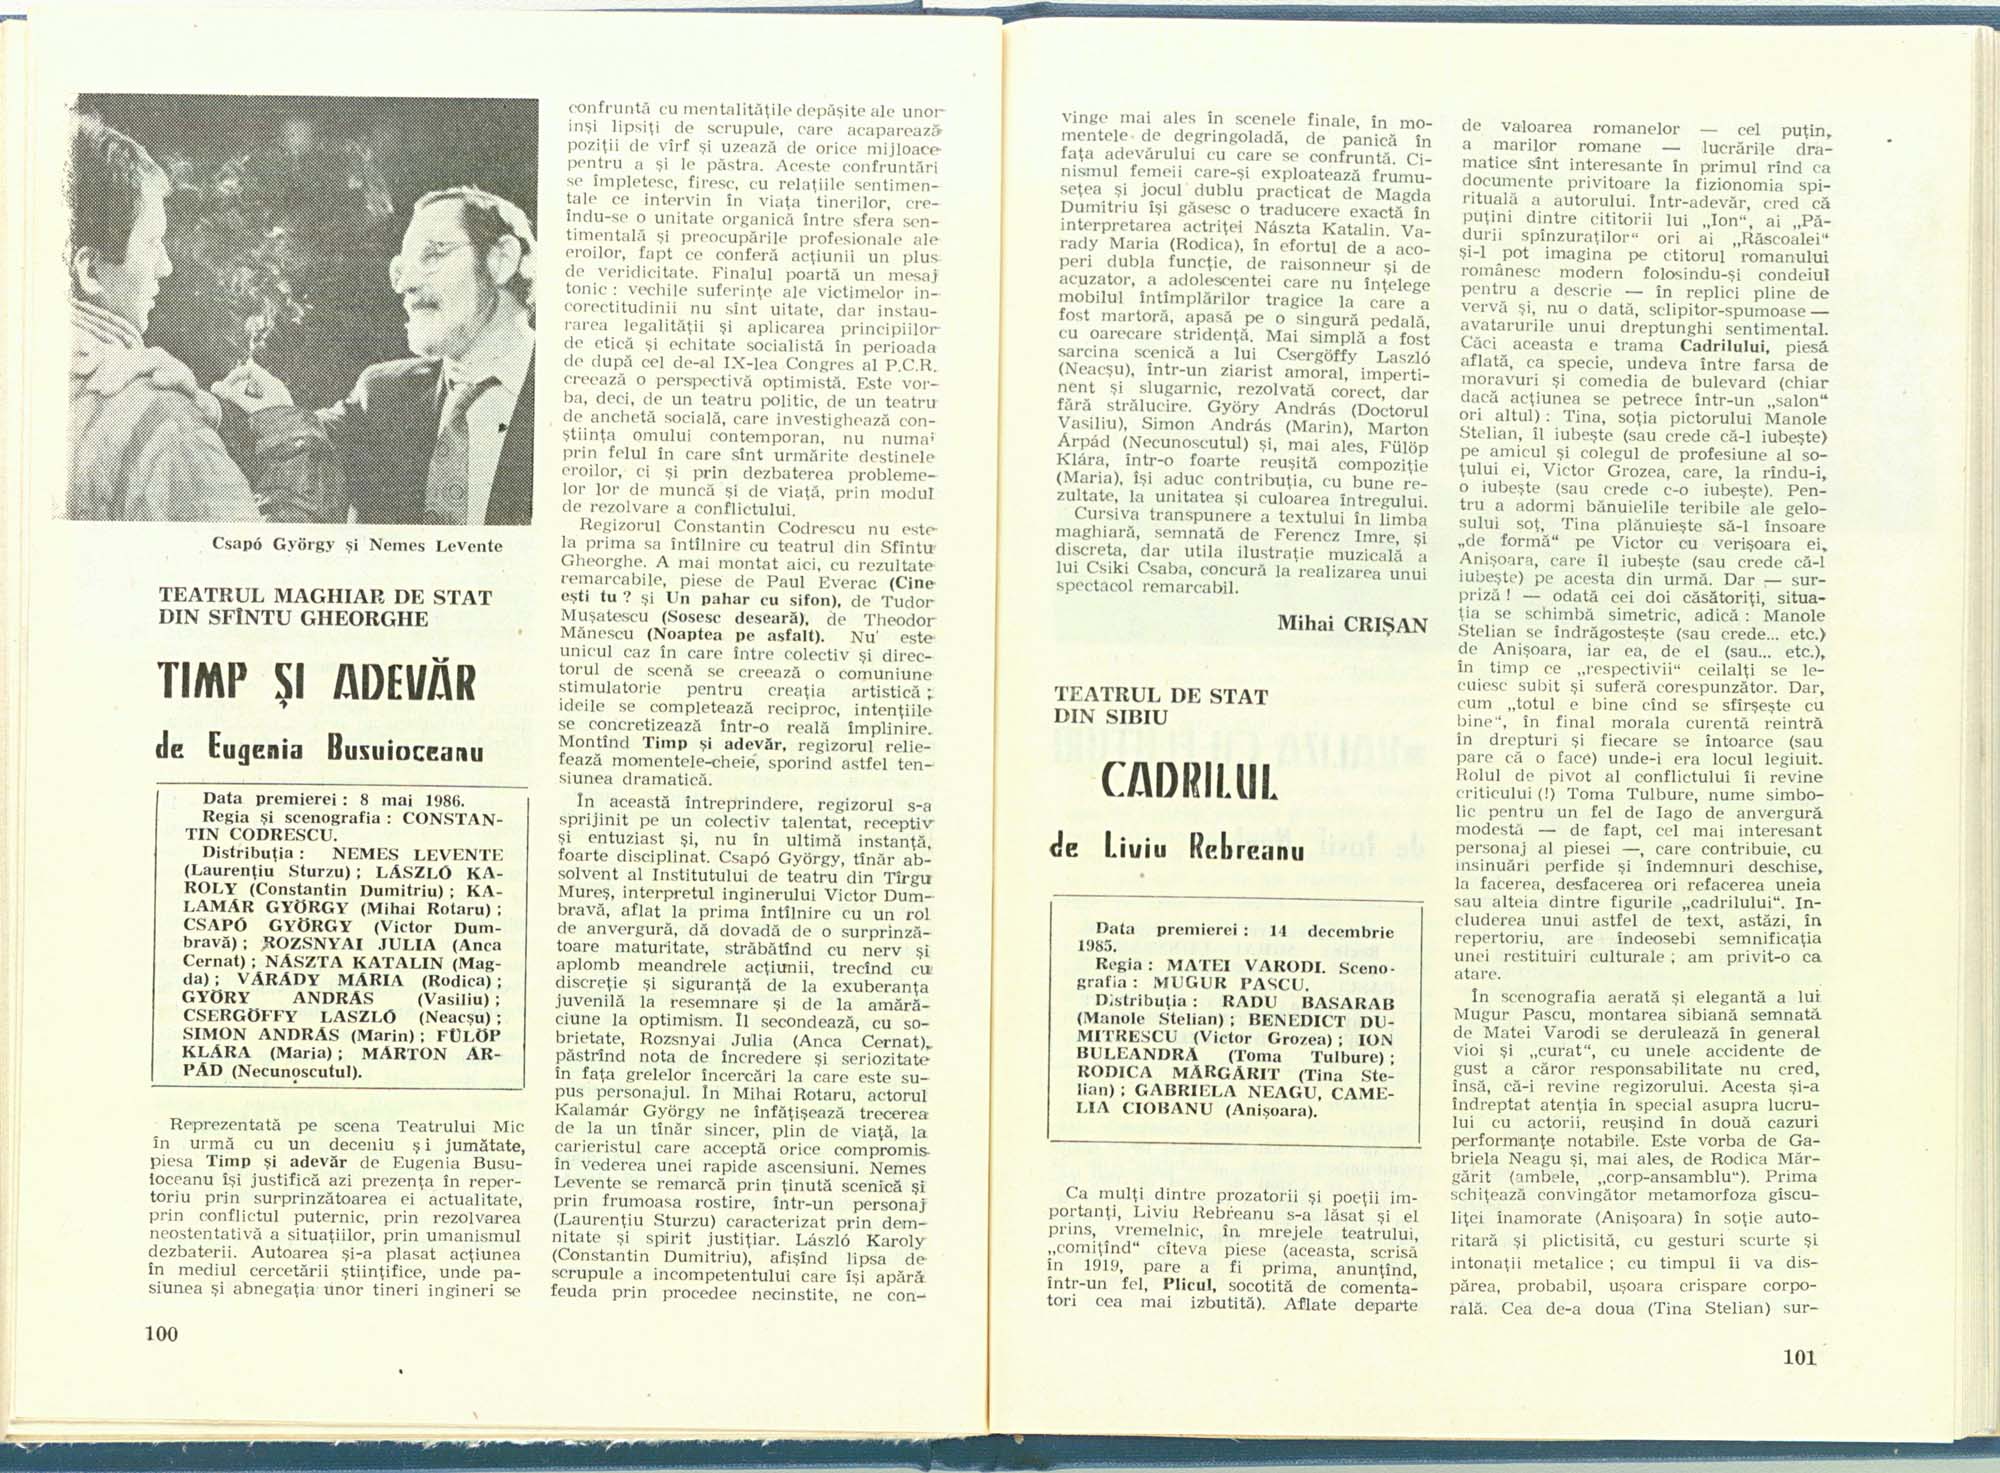 Csapó György și Nemes Levente
TEATRUL MAGHIAR DE STAT
DIN SFÎNTU GHEORGHE
TIMP ȘI ADEVĂR
de Eugenia Busuioceanu
Data premierei : 8 mai 1986.
Regia și scenografia : CONSTAN-
TIN CODRESCU.
Distribuția : NEMES LEVENTE
(Laurențiu Sturzu) ; LÁSZLÓ KA-
ROLY (Constantin Dumitriu) ; KA-
LAMÁR GYÖRGY (Mihai Rotaru) ;
CSAPÓ GYÖRGY (Victor Dum-
bravă) ; ROZSNYAI JULIA (Anca
Cernat) ; NÁSZTA KATALIN (Mag-
da) ; VÁRÁDY MÁRIA (Rodica) ;
GYÖRY ANDRÁS (Vasiliu) ;
CSERGÖFFY LASZLÓ (Neacșu) ;
SIMON ANDRÁS (Marin) ; FÜLÖP
KLÁRA (Maria) ; MÁRTON ÁR-
PÁD (Necunoscutul).
Reprezentată pe scena Teatrului Mic
în urmă cu un deceniu și jumătate,
piesa Timp și adevăr de Eugenia Busu-
ioceanu își justifică azi prezența în reper-
toriu prin surprinzătoarea ei actualitate,
prin conflictul puternic, prin rezolvarea
neostentativă a situațiilor, prin umanismul
dezbaterii. Autoarea și-a plasat acțiunea
în mediul cercetării științifice, unde pa-
siunea și abnegația unor tineri ingineri se
100
confruntă cu mentalitățile depășite ale unor
inși lipsiți de scrupule, care acaparează
poziții de vîrf și uzează de orice mijloace
pentru a și le păstra. Aceste confruntări
se împletesc, firesc, cu relațiile sentimen-
tale ce intervin în viața tinerilor, cre-
îndu-se o unitate organică între sfera sen-
timentală și preocupările profesionale ale
eroilor, fapt ce conferă acțiunii un plus
de veridicitate. Finalul poartă un mesaj
tonic : vechile suferințe ale victimelor in-
corectitudinii nu sînt uitate, dar instau-
rarea legalității și aplicarea principiilor
de etică și echitate socialistă în perioada
de după cel de-al IX-lea Congres al P.C.R.
creează o perspectivă optimistă. Este vor-
ba, deci, de un teatru politic, de un teatru
de anchetă socială, care investighează con-
știința omului contemporan, nu numai
prin felul în care sînt urmărite destinele
eroilor, ci și prin dezbaterea probleme-
lor lor de muncă și de viață, prin modul
de rezolvare a conflictului.
Regizorul Constantin Codrescu nu este
la prima sa întîlnire cu teatrul din Sfîntu
Gheorghe. A mai montat aici, cu rezultate
remarcabile, piese de Paul Everac (Cine
ești tu ? și Un pahar cu sifon), de Tudor
Mușatescu (Sosesc deseară), de Theodor
Mănescu (Noaptea pe asfalt). Nu este
unicul caz în care între colectiv și direc-
torul de scenă se creează o comuniune
stimulatorie pentru creația artistică ;
ideile se completează reciproc, intențiile
se concretizează într-o reală împlinire.
Montînd Timp și adevăr, regizorul relie-
fează momentele-cheie, sporind astfel ten-
siunea dramatică.
În această întreprindere, regizorul s-a
sprijinit pe un colectiv talentat, receptiv
și entuziast și, nu în ultimă instanță,
foarte disciplinat. Csapó György, tînăr ab-
solvent al Institutului de teatru din Tîrgu
Mureș, interpretul inginerului Victor Dum-
bravă, aflat la prima întîlnire cu un rol
de anvergură, dă dovadă de o surprinză-
toare maturitate, străbătînd cu nerv și
aplomb meandrele acțiunii, trecînd cu
discreție și siguranță de la exuberanța
juvenilă la resemnare și de la amără-
ciune la optimism. Îl secondează, cu so-
brietate, Rozsnyai Julia (Anca Cernat),
păstrînd nota de încredere și seriozitate
în fața grelelor încercări la care este su-
pus personajul. În Mihai Rotaru, actorul
Kalamár György ne înfățișează trecerea
de la un tînăr sincer, plin de viață, la
carieristul care acceptă orice compromis
în vederea unei rapide ascensiuni. Nemes
Levente se remarcă prin ținută scenică și
prin frumoasa rostire, într-un personaj
(Laurențiu Sturzu) caracterizat prin dem-
nitate și spirit justițiar. László Karoly
(Constantin Dumitriu), afișînd lipsa de
scrupule a incompetentului care își apără
feuda prin procedee necinstite, ne con-
vinge mai ales în scenele finale, în mo-
mentele de degringoladă, de panică în
fața adevărului cu care se confruntă. Ci-
nismul femeii care-și exploatează frumu-
sețea și jocul dublu practicat de Magda
Dumitriu își găsesc o traducere exactă în
interpretarea actriței Nászta Katalin. Va-
rady Maria (Rodica), în efortul de a aco-
peri dubla funcție, de raisonneur și de
acuzator, a adolescentei care nu înțelege
mobilul întîmplărilor tragice la care a
fost martoră, apasă pe o singură pedală,
cu oarecare stridență. Mai simplă a fost
sarcina scenică a lui Csergöffy Laszló
(Neacșu), într-un ziarist amoral, imperti-
nent și slugarnic, rezolvată corect, dar
fără strălucire. Györy András (Doctorul
Vasiliu), Simon András (Marin), Marton
Árpád (Necunoscutul) și, mai ales, Fülöp
Klára, într-o foarte reușită compoziție
(Maria), își aduc contribuția, cu bune re-
zultate, la unitatea și culoarea întregului.
Cursiva transpunere a textului în limba
maghiară, semnată de Ferencz Imre, și
discreta, dar utila ilustrație muzicală a
lui Csiki Csaba, concură la realizarea unui
spectacol remarcabil.
Mihai CRIȘAN
TEATRUL DE STAT
DIN SIBIU
CADRILUL
de Liviu Rebreanu
Data premierei : 14 decembrie
1985.
Regia : MATEI VARODI. Sceno-
grafia : MUGUR PASCU.
Distribuția : RADU BASARAB
(Manole Stelian) ; BENEDICT DU-
MITRESCU (Victor Grozea) ; ION
BULEANDRĂ (Toma Tulbure) ;
RODICA MĂRGĂRIT (Tina Ste-
lian) ; GABRIELA NEAGU, CAME-
LIA CIOBANU (Anișoara).
Ca mulți dintre prozatorii și poeții im-
portanți, Liviu Rebreanu s-a lăsat și el
prins, vremelnic, în mrejele teatrului,
„comițînd“ cîteva piese (aceasta, scrisă
în 1919, pare a fi prima, anunțînd,
într-un fel, Plicul, socotită de comenta-
tori cea mai izbutită). Aflate departe
de valoarea romanelor — cel puțin,
a marilor romane — lucrările dra-
matice sînt interesante în primul rînd ca
documente privitoare la fizionomia spi-
rituală a autorului. Într-adevăr, cred că
puțini dintre cititorii lui „Ion“, ai „Pă-
durii spînzuraților“ ori ai „Răscoalei“
și-l pot imagina pe ctitorul romanului
românesc modern folosindu-și condeiul
pentru a descrie — în replici pline de
vervă și, nu o dată, sclipitor-spumoase —
avatarurile unui dreptunghi sentimental.
Căci aceasta e trama Cadrilului, piesă
aflată, ca specie, undeva între farsa de
moravuri și comedia de bulevard (chiar
dacă acțiunea se petrece într-un „salon“
ori altul) : Tina, soția pictorului Manole
Stelian, îl iubește (sau crede că-l iubește)
pe amicul și colegul de profesiune al so-
țului ei, Victor Grozea, care, la rîndu-i,
o iubește (sau crede c-o iubește). Pen-
tru a adormi bănuielile teribile ale gelo-
sului soț, Tina plănuiește să-l însoare
„de formă“ pe Victor cu verișoara ei,
Anișoara, care îl iubește (sau crede că-l
iubește) pe acesta din urmă. Dar — sur-
priză ! — odată cei doi căsătoriți, situa-
ția se schimbă simetric, adică : Manole
Stelian se îndrăgostește (sau crede... etc.)
de Anișoara, iar ea, de el (sau... etc.),
în timp ce „respectivii“ ceilalți se le-
cuiesc subit și suferă corespunzător. Dar,
cum „totul e bine cînd se sfîrșește cu
bine“, în final morala curentă reintră
în drepturi și fiecare se întoarce (sau
pare că o face) unde-i era locul legiuit.
Rolul de pivot al conflictului îi revine
criticului (!) Toma Tulbure, nume simbo-
lic pentru un fel de Iago de anvergură
modestă — de fapt, cel mai interesant
personaj al piesei —, care contribuie, cu
insinuări perfide și îndemnuri deschise,
la facerea, desfacerea ori refacerea uneia
sau alteia dintre figurile „cadrilului“. In-
cluderea unui astfel de text, astăzi, în
repertoriu, are îndeosebi semnificația
unei restituiri culturale ; am privit-o ca
atare.
În scenografia aerată și elegantă a lui
Mugur Pascu, montarea sibiană semnată
de Matei Varodi se derulează în general
vioi și „curat“, cu unele accidente de
gust a căror responsabilitate nu cred,
însă, că-i revine regizorului. Acesta și-a
îndreptat atenția în special asupra lucru-
lui cu actorii, reușind în două cazuri
performanțe notabile. Este vorba de Ga-
briela Neagu și, mai ales, de Rodica Măr-
gărit (ambele, „corp-ansamblu“). Prima
schițează convingător metamorfoza gîscu-
liței înamorate (Anișoara) în soție auto-
ritară și plictisită, cu gesturi scurte și
intonații metalice ; cu timpul îi va dis-
părea, probabil, ușoara crispare corpo-
rală. Cea de-a doua (Tina Stelian) sur-
101